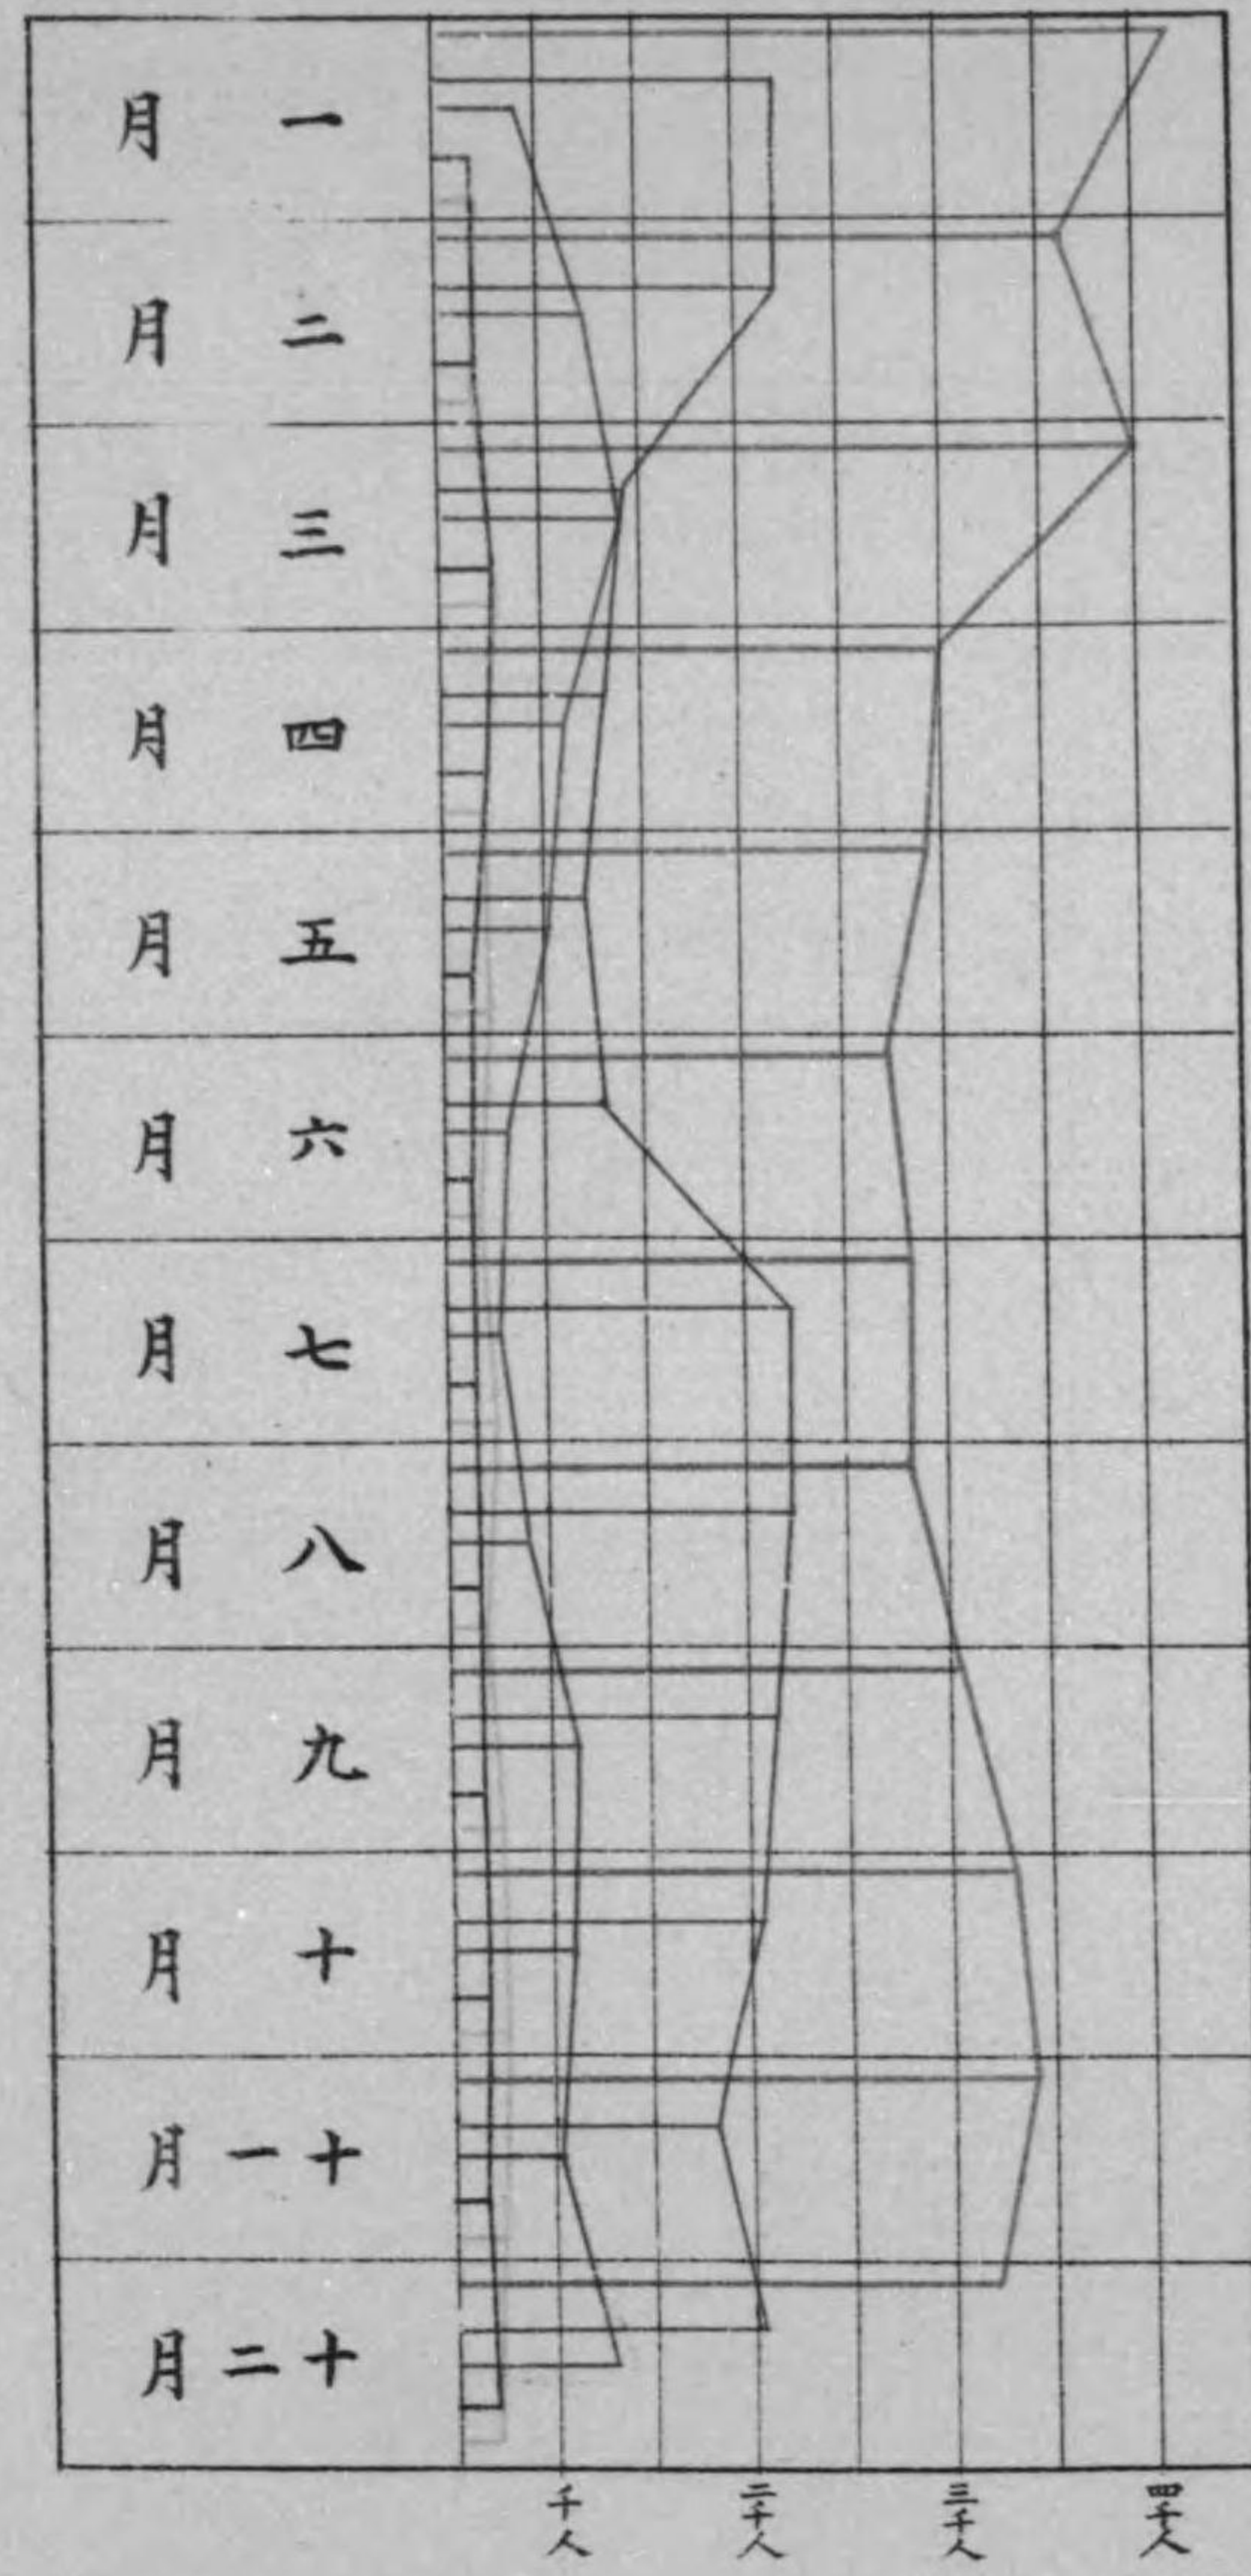 一月
二月
三月
四月
五月
六月
七月
八月
九月
十月
十一月
十二月
千人
二千人
三千人
四千人